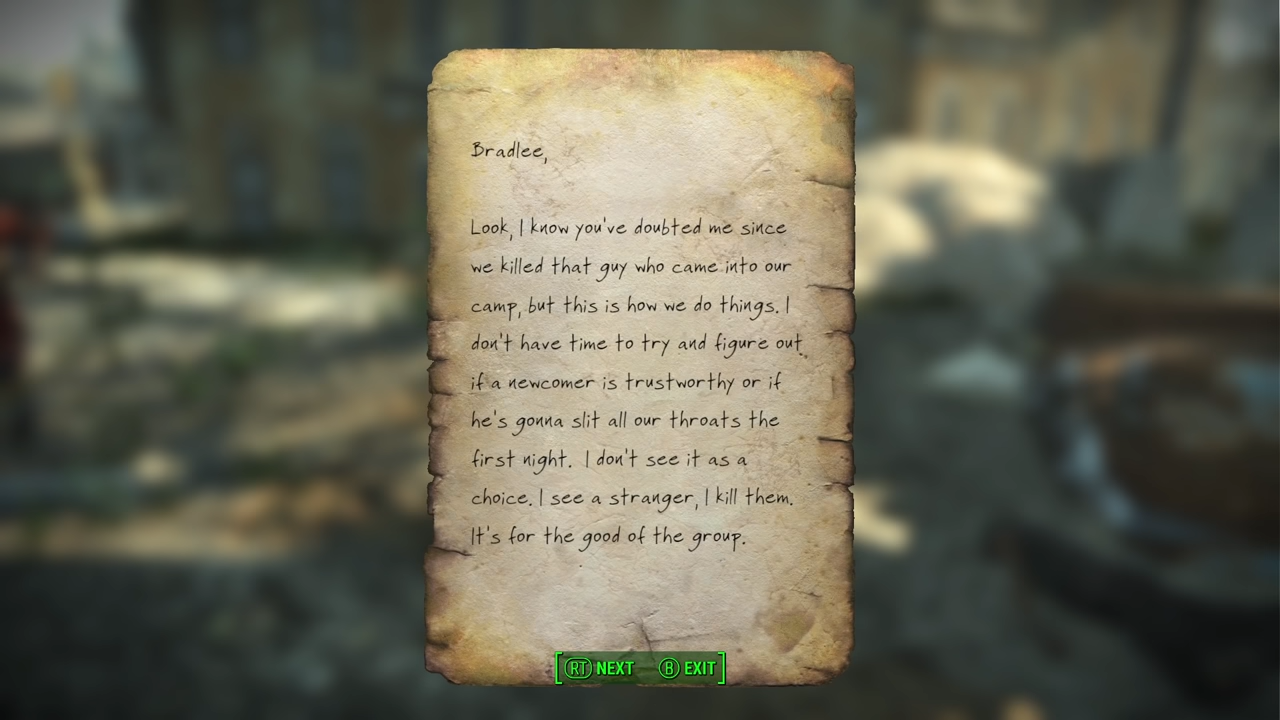 Bradlee,
Look, I know you've doubted me since
we killed that guy who came into our
camp, but this is how we do things. I
don't have time to try and figure out
if a newcomer is trustworthy or if
he's gonna slit all our throats the
first night. I don't see it as a
choice. I see a stranger, I kill them.
It's for the good of the group.
RT NEXT B EXIT